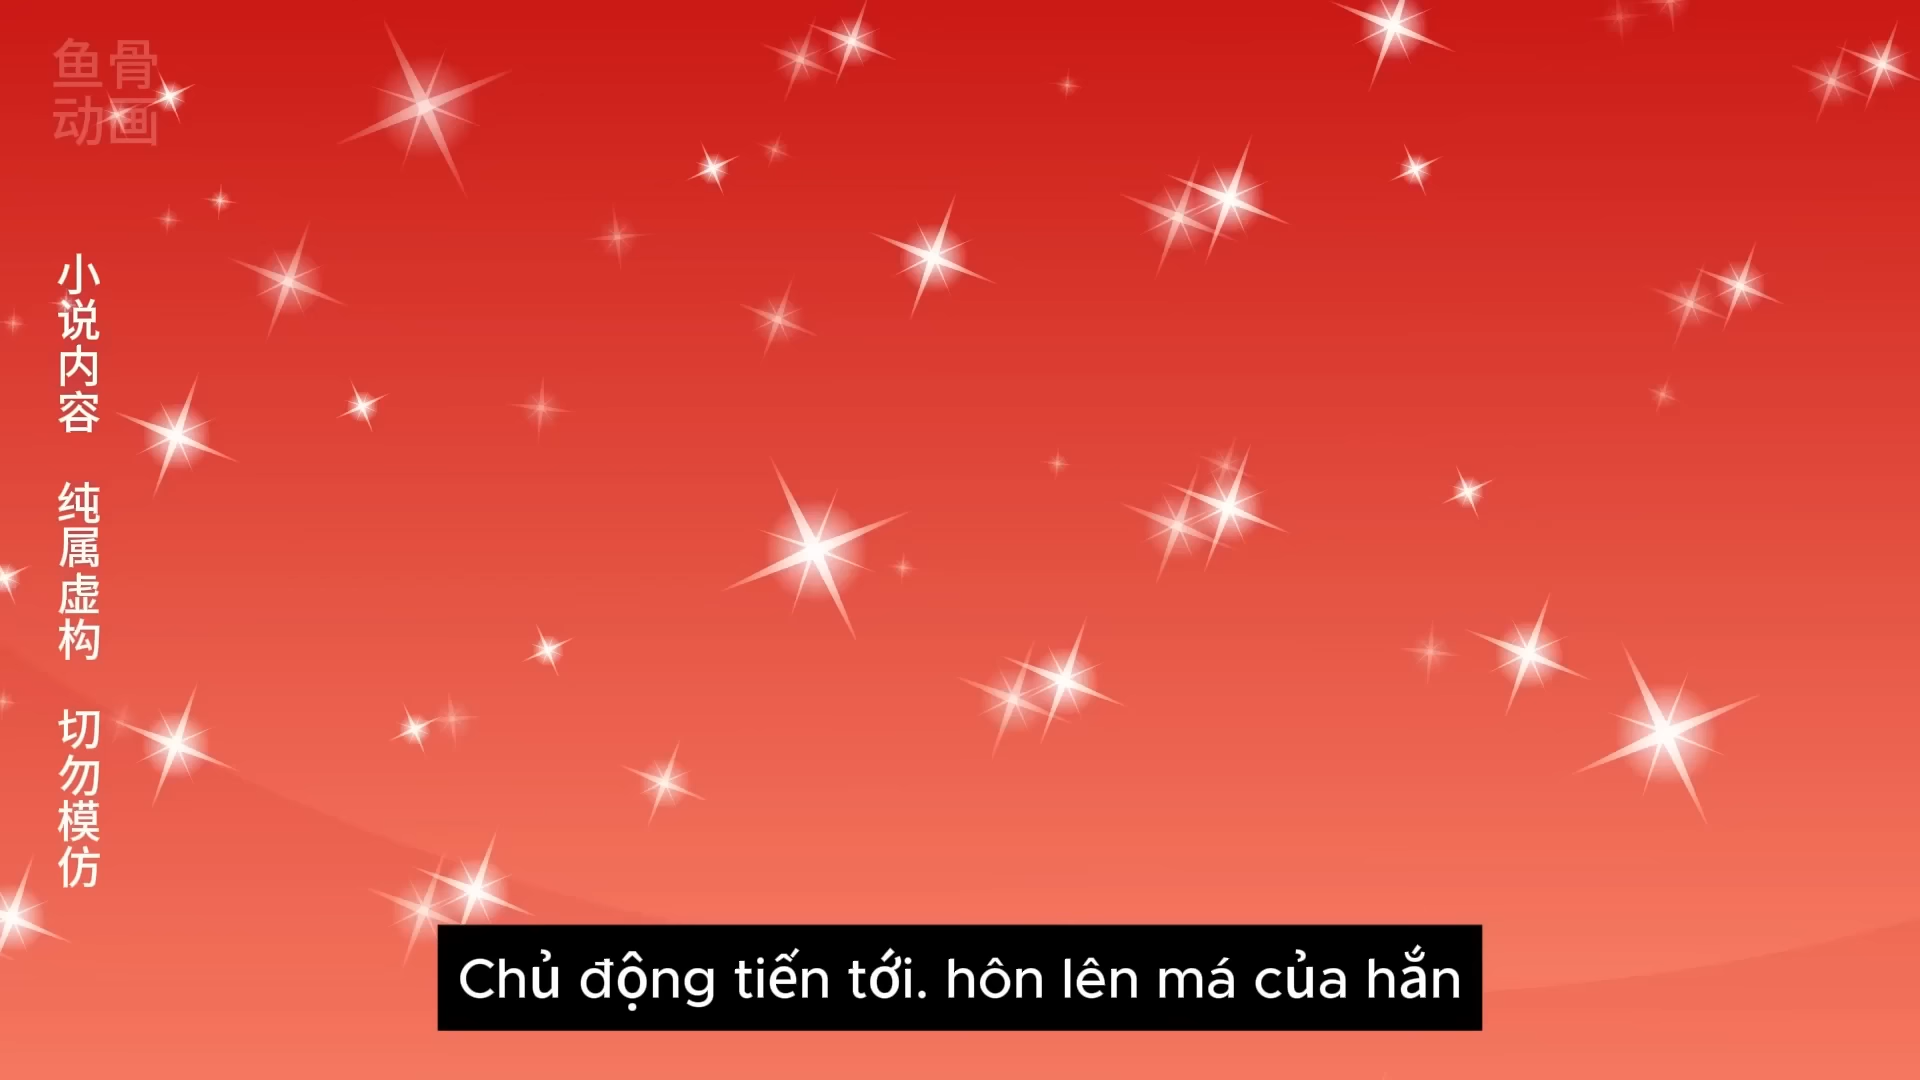 鱼骨
动画
小说内容 纯属虚构 切勿模仿
Chủ động tiến tới. hôn lên má của hắn